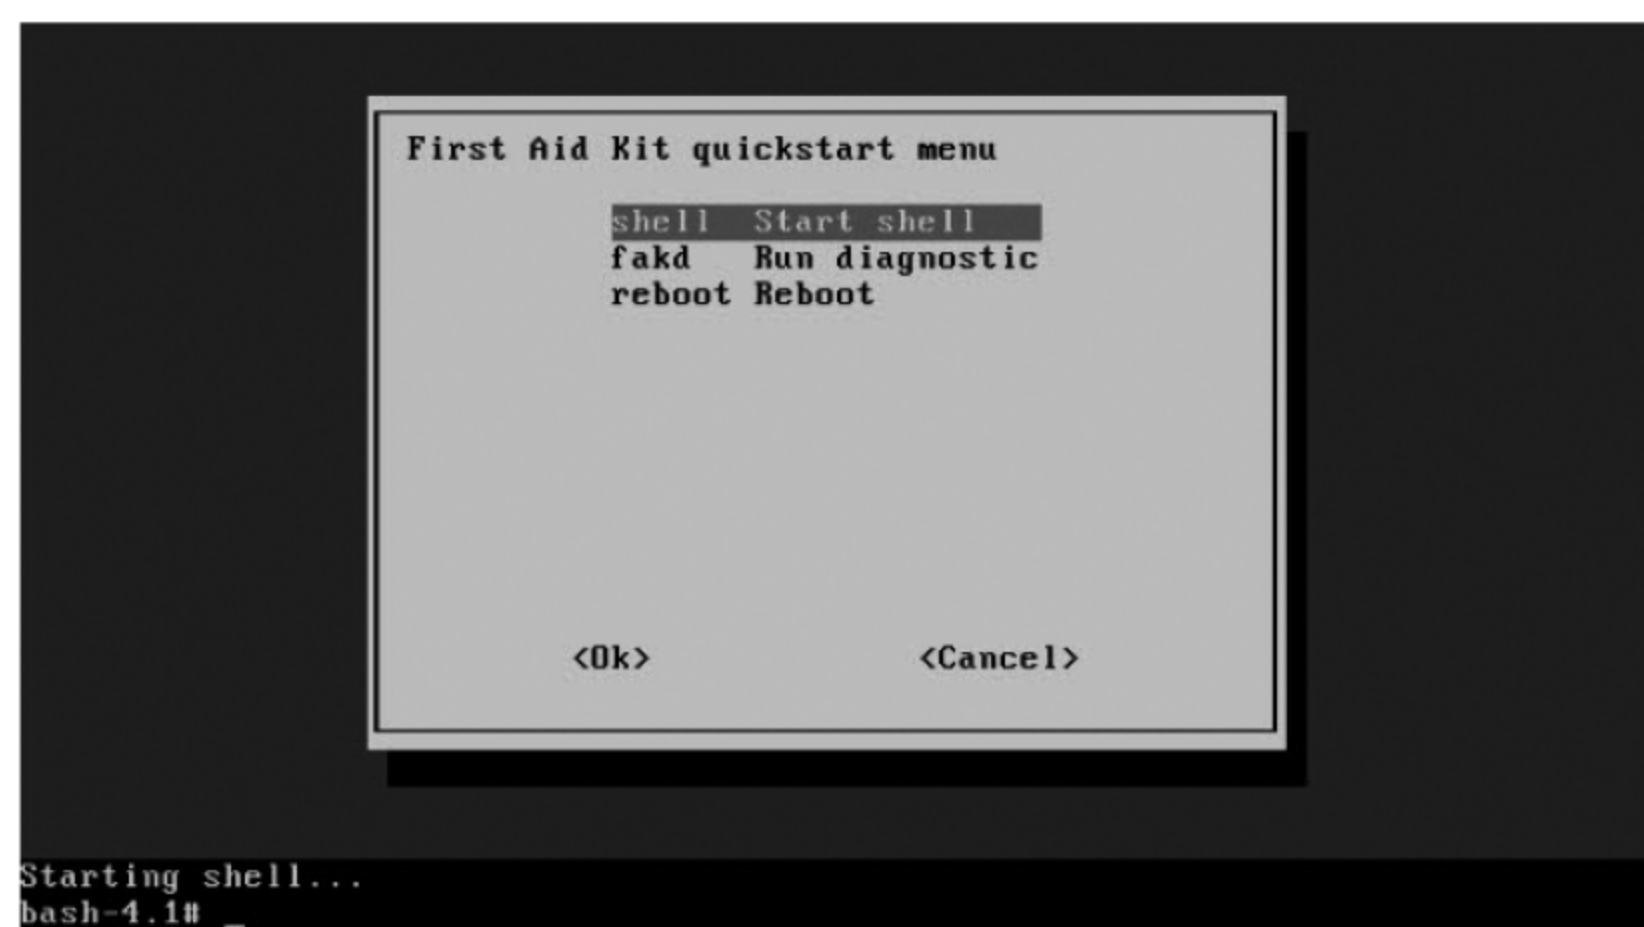 First Aid Kit quickstart menu
shell Start shell
fakd Run diagnostic
reboot Reboot
<Ok> <Cancel>
Starting shell...
bash-4.1# _